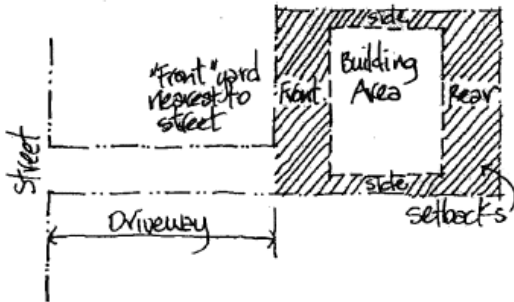 side
"Front" yard
nearest to
street
Front
Building
Area
Rear
Street
side
setbacks
Driveway